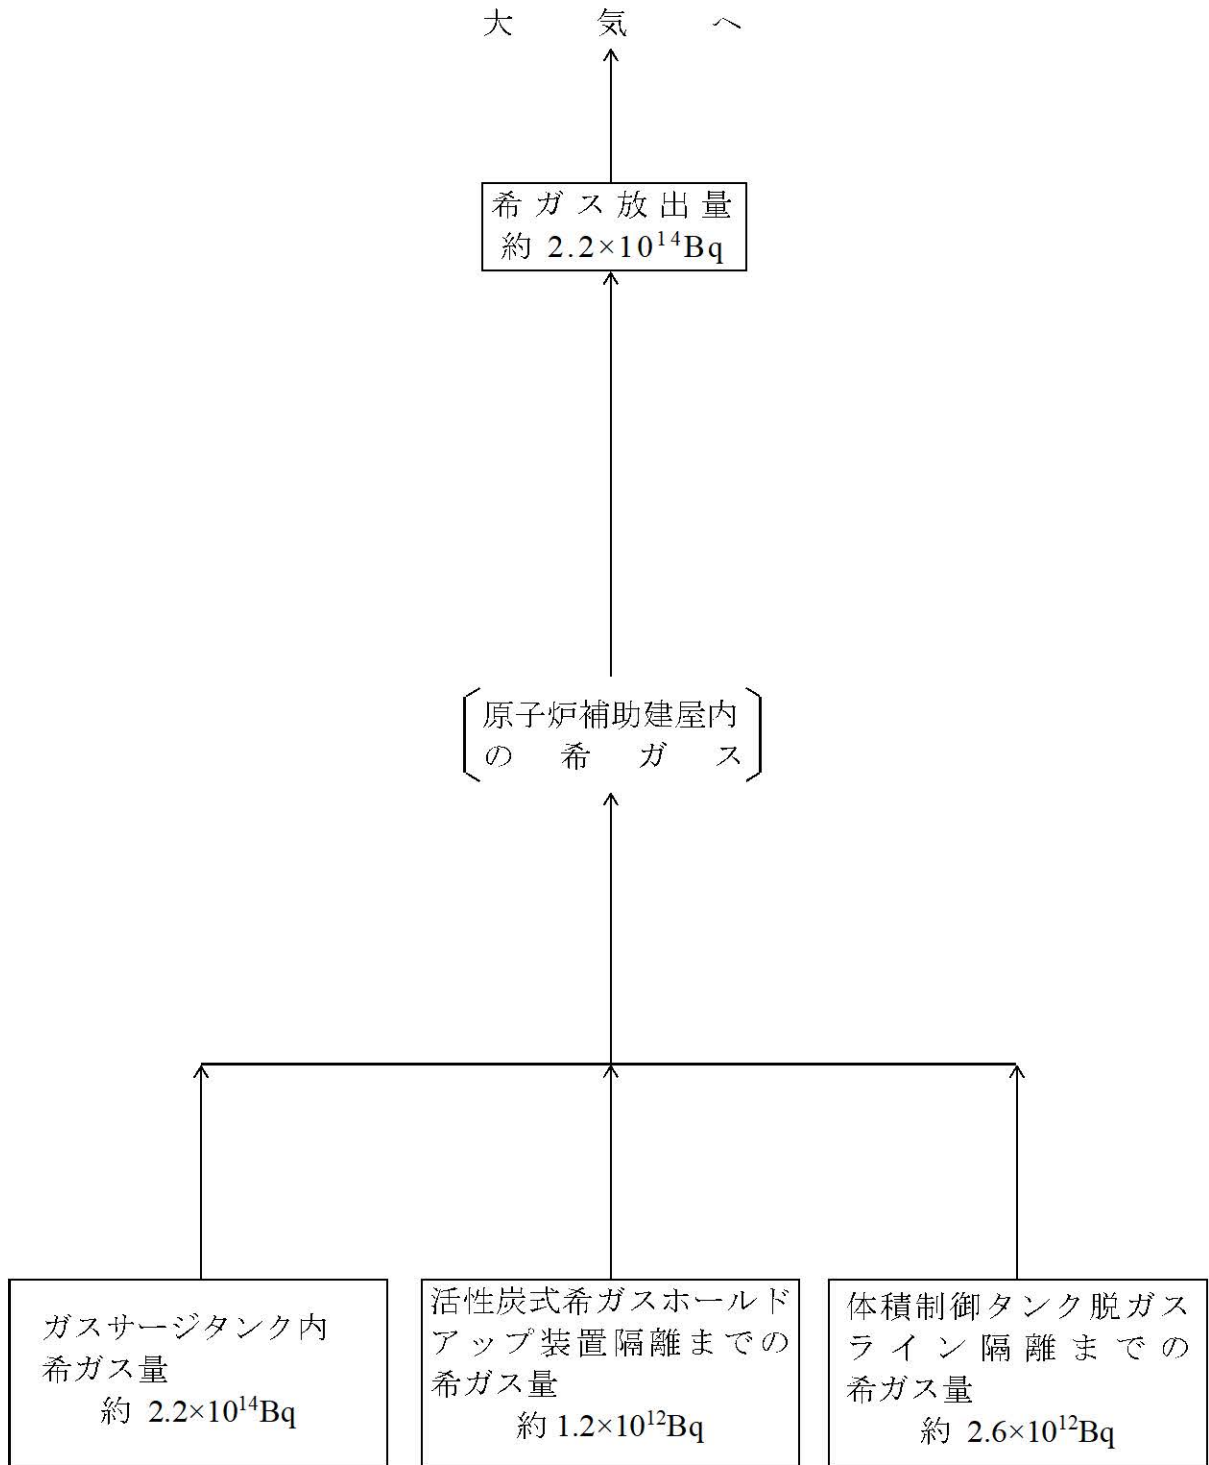 大気へ
希ガス放出量
約 2.2×10¹⁴Bq
原子炉補助建屋内
の希ガス
ガスサージタンク内
希ガス量
約 2.2×10¹⁴Bq
活性炭式希ガスホールド
アップ装置隔離までの
希ガス量
約 1.2×10¹²Bq
体積制御タンク脱ガス
ライン隔離までの
希ガス量
約 2.6×10¹²Bq